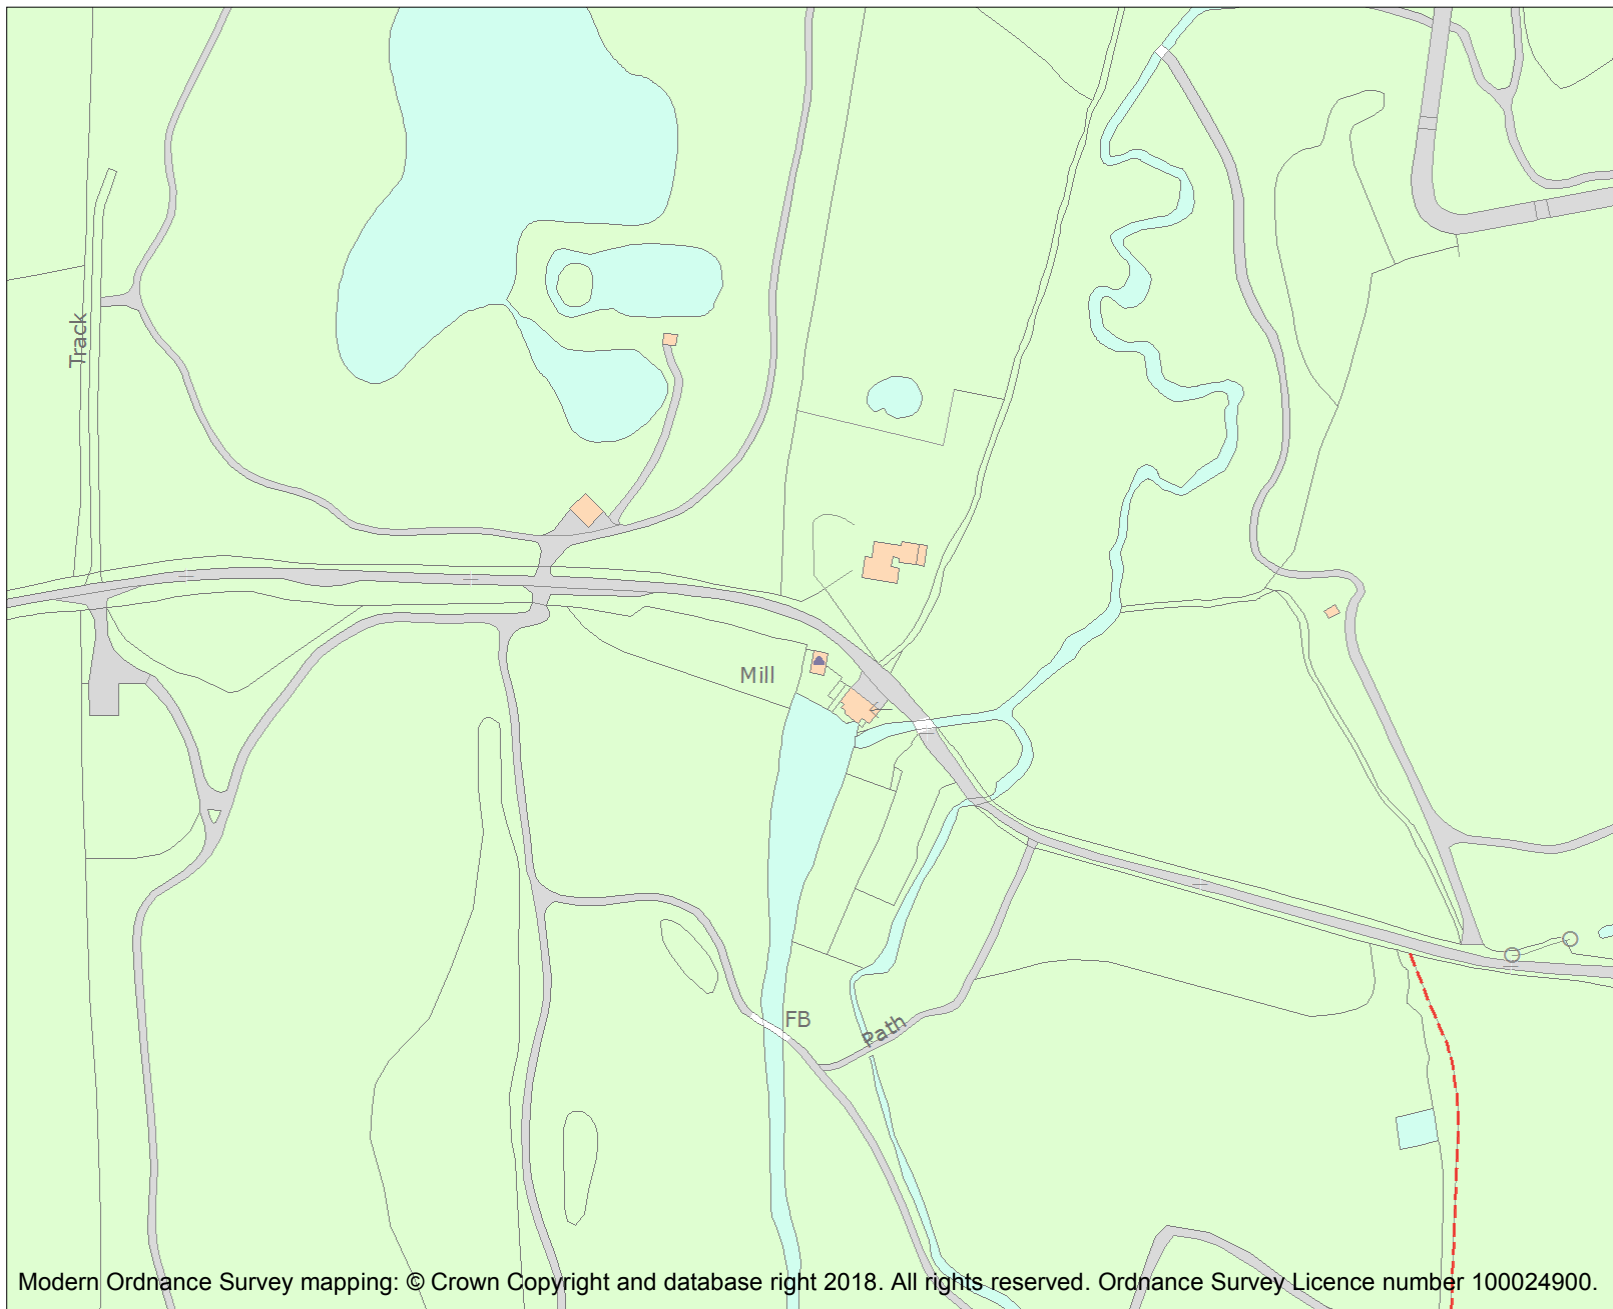 Track
Mill
FB
Path
Modern Ordnance Survey mapping: © Crown Copyright and database right 2018. All rights reserved. Ordnance Survey Licence number 100024900.